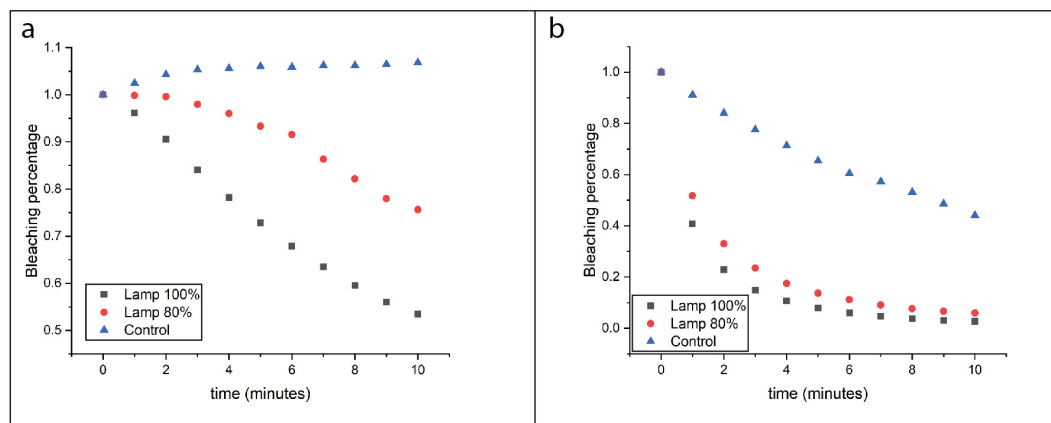 a
1.1
1.0
0.9
0.8
0.7
0.6
0.5
Bleaching percentage
Lamp 100%
Lamp 80%
Control
0 2 4 6 8 10
time (minutes)
b
1.0
0.8
0.6
0.4
0.2
0.0
Bleaching percentage
Lamp 100%
Lamp 80%
Control
0 2 4 6 8 10
time (minutes)